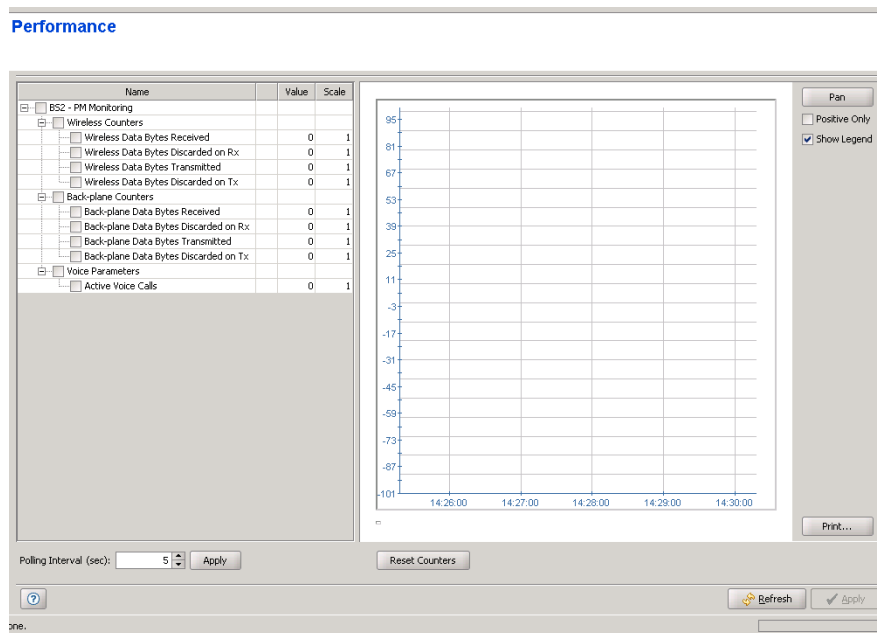 Performance
Name Value Scale
BS2 - PM Monitoring
Wireless Counters
Wireless Data Bytes Received 0 1
Wireless Data Bytes Discarded on Rx 0 1
Wireless Data Bytes Transmitted 0 1
Wireless Data Bytes Discarded on Tx 0 1
Back-plane Counters
Back-plane Data Bytes Received 0 1
Back-plane Data Bytes Discarded on Rx 0 1
Back-plane Data Bytes Transmitted 0 1
Back-plane Data Bytes Discarded on Tx 0 1
Voice Parameters
Active Voice Calls 0 1
95
81
67
53
39
25
11
-3
-17
-31
-45
-59
-73
-87
-101
14:26:00 14:27:00 14:28:00 14:29:00 14:30:00
Pan
Positive Only
Show Legend
Print...
Polling Interval (sec): 5 Apply
Reset Counters
? Refresh Apply
one.